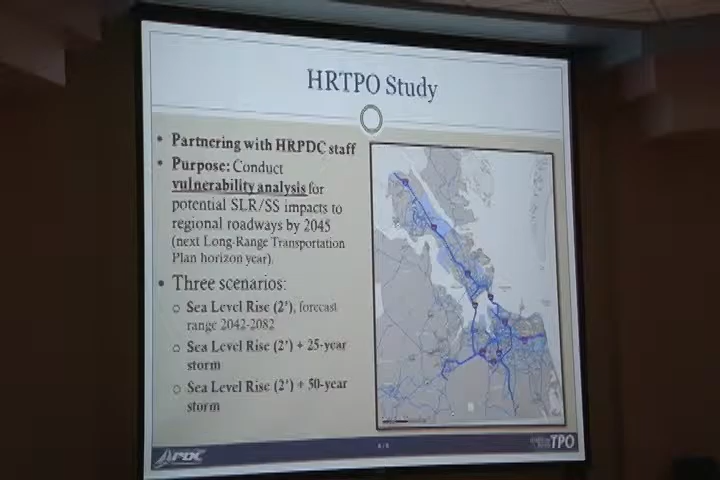 HRTPO Study
• Partnering with HRPDC staff
• Purpose: Conduct
vulnerability analysis for
potential SLR/SS impacts to
regional roadways by 2045
(next Long-Range Transportation
Plan horizon year).
• Three scenarios:
○ Sea Level Rise (2'), forecast
range 2042-2082
○ Sea Level Rise (2') + 25-year
storm
○ Sea Level Rise (2') + 50-year
storm
PDC
TPO